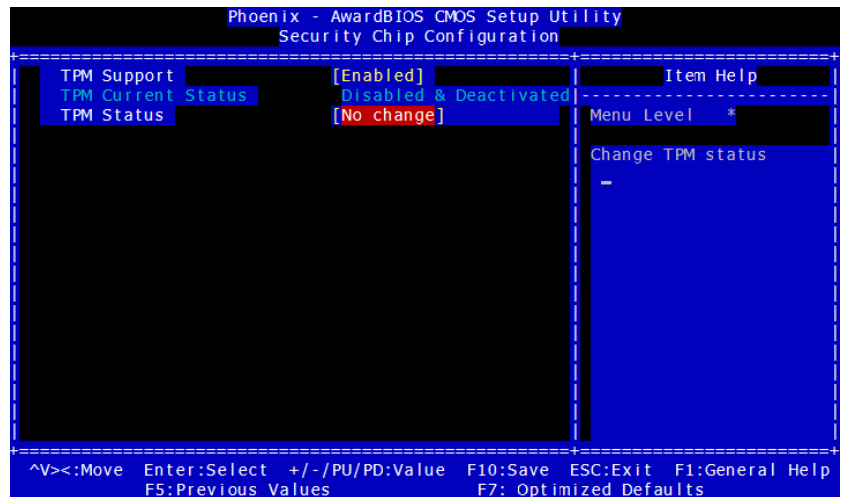 Phoenix - AwardBIOS CMOS Setup Utility
Security Chip Configuration
TPM Support [Enabled]
TPM Current Status Disabled & Deactivated
TPM Status [No change]
Item Help
Menu Level *
Change TPM status
^V><:Move Enter:Select +/-/PU/PD:Value F10:Save ESC:Exit F1:General Help
F5:Previous Values F7: Optimized Defaults